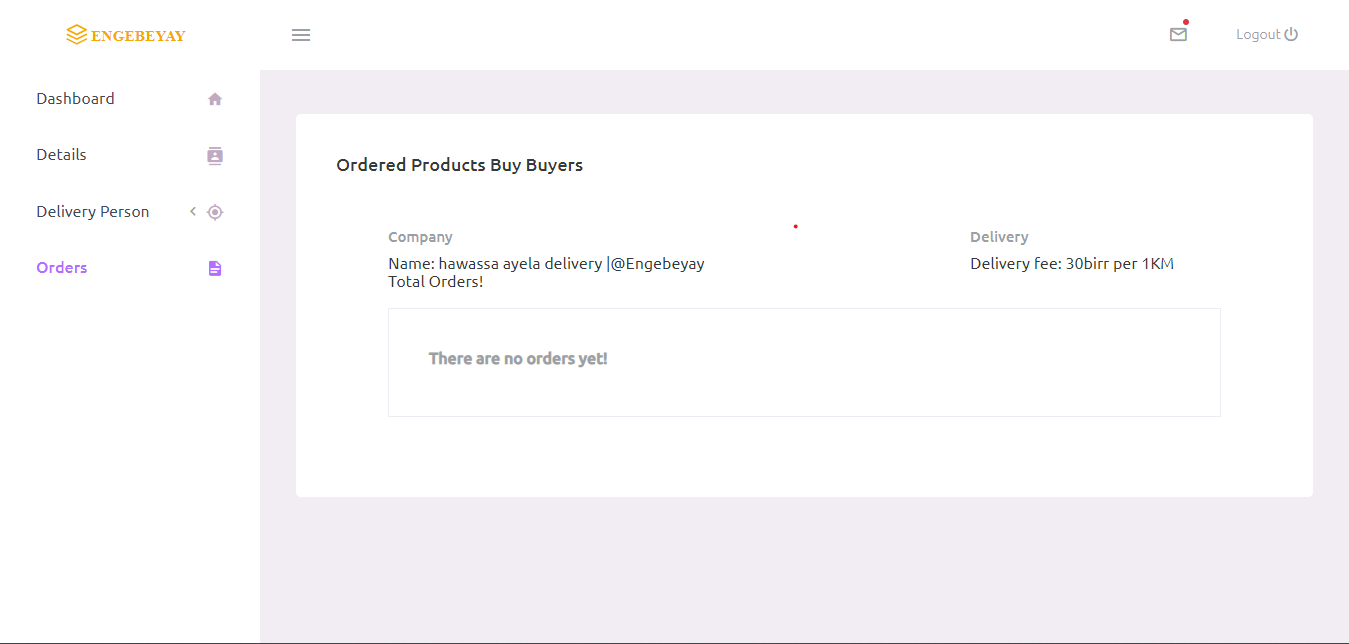 ENGEBEYAY
Logout
Dashboard
Details
Delivery Person
Orders
Ordered Products Buy Buyers
Company
Name: hawassa ayela delivery |@Engebeyay
Total Orders!
Delivery
Delivery fee: 30birr per 1KM
There are no orders yet!